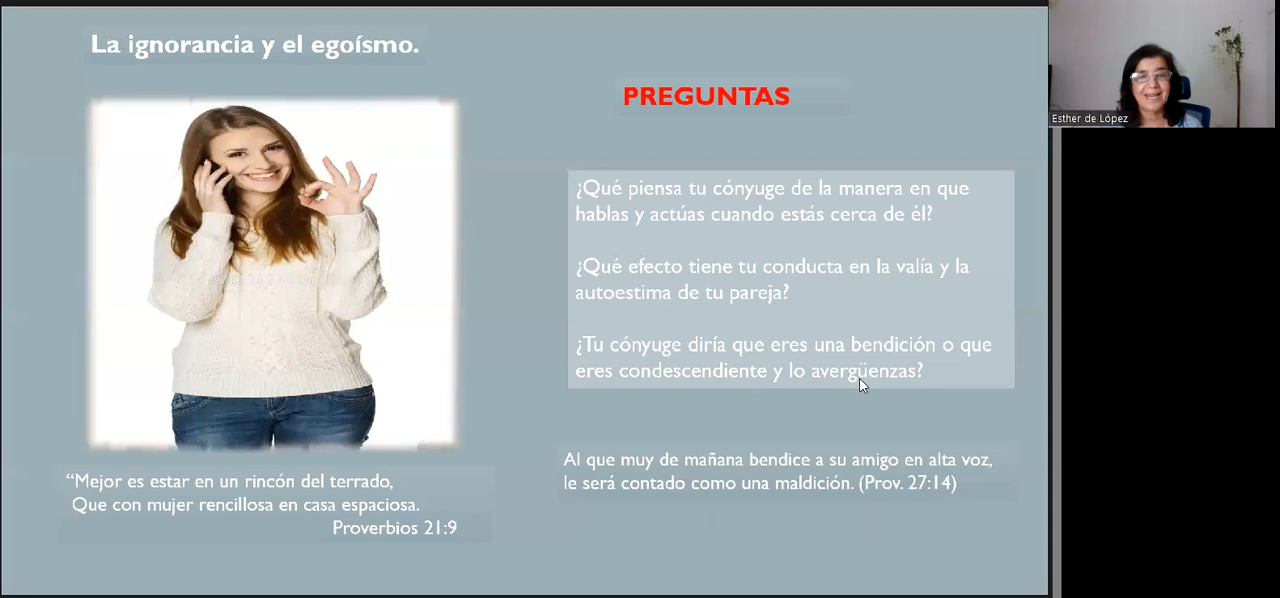 La ignorancia y el egoísmo.
PREGUNTAS
¿Qué piensa tu cónyuge de la manera en que
hablas y actúas cuando estás cerca de él?
¿Qué efecto tiene tu conducta en la valía y la
autoestima de tu pareja?
¿Tu cónyuge diría que eres una bendición o que
eres condescendiente y lo avergüenzas?
“Mejor es estar en un rincón del terrado,
Que con mujer rencillosa en casa espaciosa.
Proverbios 21:9
Al que muy de mañana bendice a su amigo en alta voz,
le será contado como una maldición. (Prov. 27:14)
Esther de López